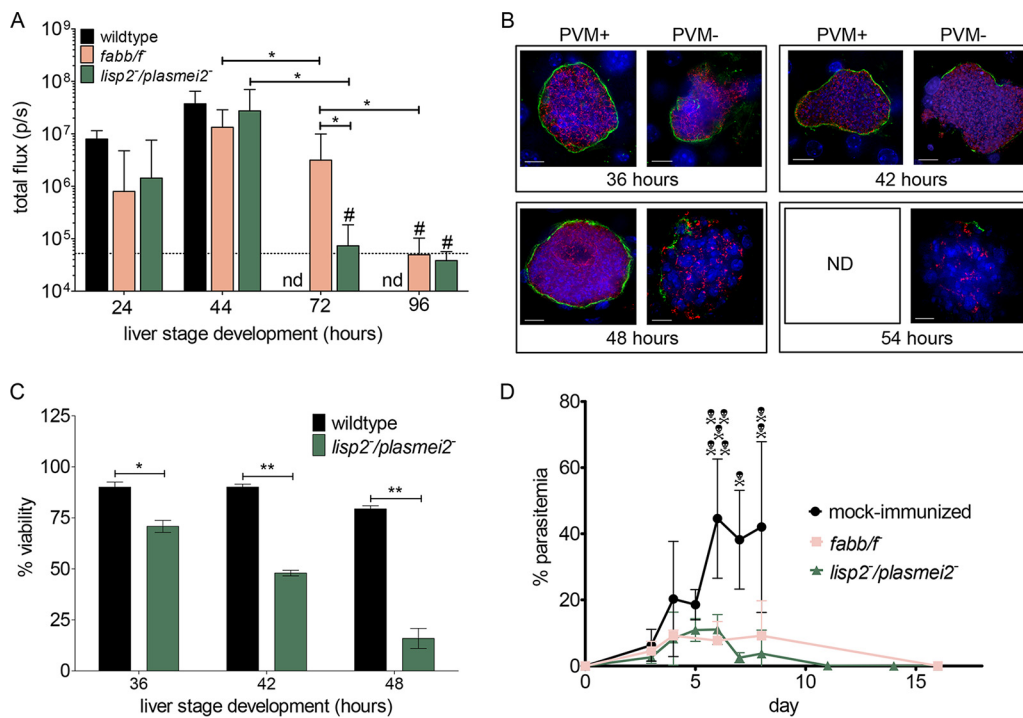 A
total flux (p/s)
10⁹
10⁸
10⁷
10⁶
10⁵
10⁴
wildtype
fabb/f⁻
lisp2⁻/plasmei2⁻
*
*
*
*
#
# #
nd
nd
24 44 72 96
liver stage development (hours)
B
PVM+ PVM-
36 hours
PVM+ PVM-
42 hours
48 hours
ND
54 hours
C
% viability
125
100
75
50
25
0
wildtype
lisp2⁻/plasmei2⁻
*
**
**
36 42 48
liver stage development (hours)
D
% parasitemia
80
60
40
20
0
mock-immunized
fabb/f⁻
lisp2⁻/plasmei2⁻
0 5 10 15
day